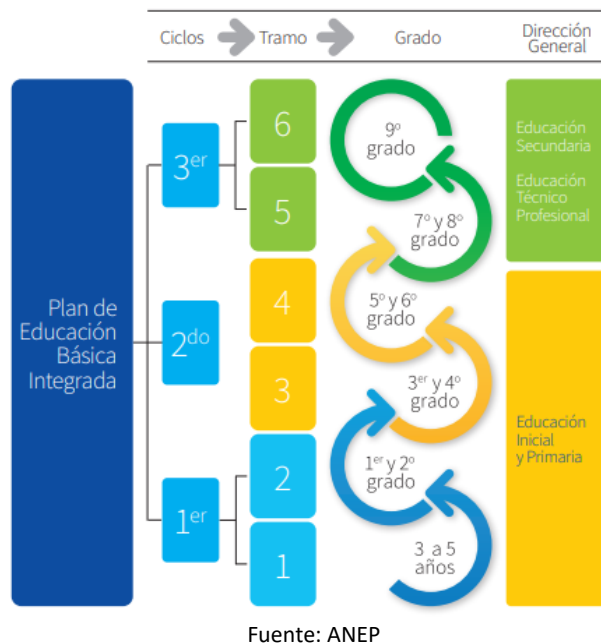 Ciclos
Tramo
Grado
Dirección
General
Plan de
Educación
Básica
Integrada
3er
6
5
9º
grado
7º y 8º
grado
Educación
Secundaria
Educación
Técnico
Profesional
2do
4
3
5º y 6º
grado
3er y 4º
grado
1er
2
1
1er y 2º
grado
3 a 5
años
Educación
Inicial
y Primaria
Fuente: ANEP